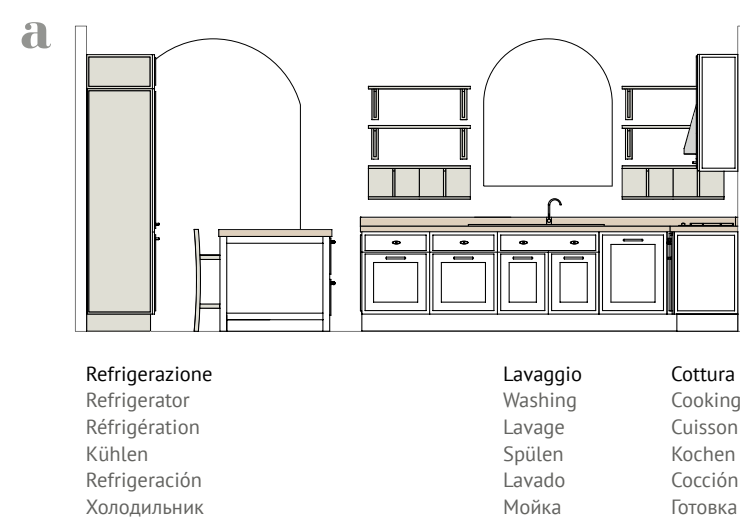 a
Refrigerazione
Refrigerator
Réfrigération
Kühlen
Refrigeración
Холодильник
Lavaggio
Washing
Lavage
Spülen
Lavado
Мойка
Cottura
Cooking
Cuisson
Kochen
Cocción
Готовка